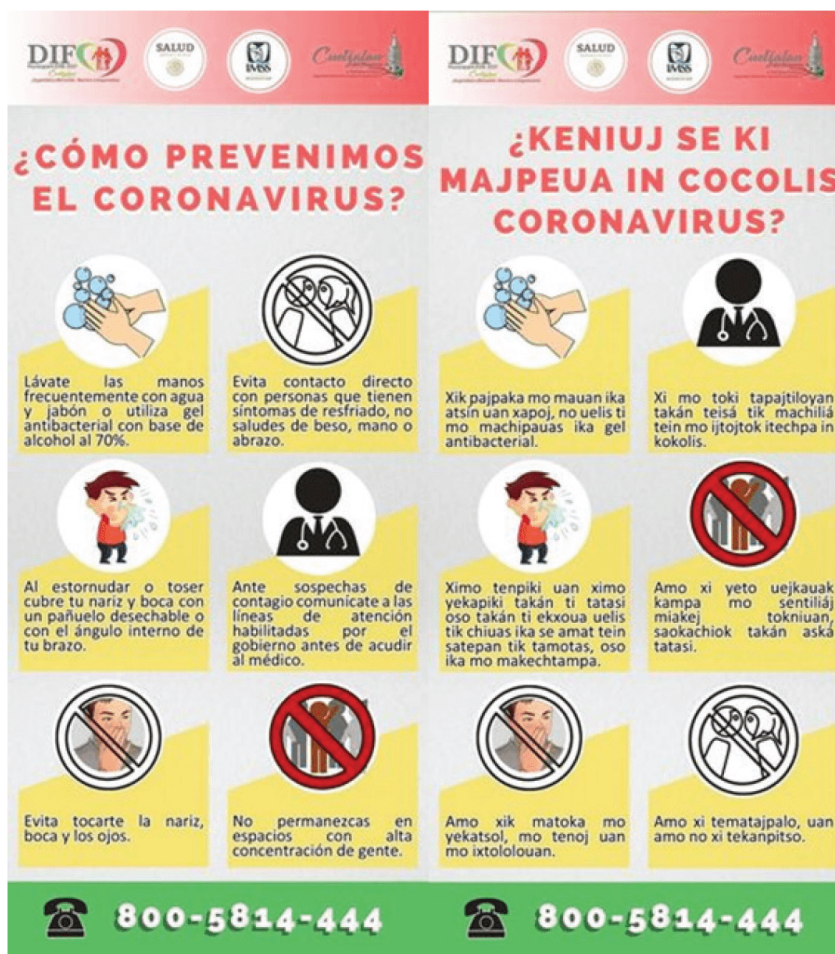 DIF
SALUD
IMSS
Cuetzalan
¿CÓMO PREVENIMOS
EL CORONAVIRUS?
Lávate las manos
frecuentemente con agua
y jabón o utiliza gel
antibacterial con base de
alcohol al 70%.
Evita contacto directo
con personas que tienen
síntomas de resfriado, no
saludes de beso, mano o
abrazo.
Al estornudar o toser
cubre tu nariz y boca con
un pañuelo desechable o
con el ángulo interno de
tu brazo.
Ante sospechas de
contagio comunícate a las
líneas de atención
habilitadas por el
gobierno antes de acudir
al médico.
Evita tocarte la nariz,
boca y los ojos.
No permanezcas en
espacios con alta
concentración de gente.
800-5814-444
DIF
SALUD
IMSS
Cuetzalan
¿KENIUJ SE KI
MAJPEUA IN COCOLIS
CORONAVIRUS?
Xik pajpaka mo mauan ika
atsín uan xapoj, no uelis ti
mo machipauas ika gel
antibacterial.
Xi mo toki tapajtiloyan
takán teisá tik machiliá
tein mo ijtojtok itechpa in
kokolis.
Ximo tenpiki uan ximo
yekapiki takán ti tatasi
oso takán ti ekxoua uelis
tik chiuas ika se amat tein
satepan tik tamotas, oso
ika mo makechtampa.
Amo xi yeto uejkauak
kampa mo sentiliáj
miakej tokniuan,
saokachiok takán aská
tatasi.
Amo xik matoka mo
yekatsol, mo tenoj uan
mo ixtololouan.
Amo xi tematajpalo, uan
amo no xi tekanpitso.
800-5814-444